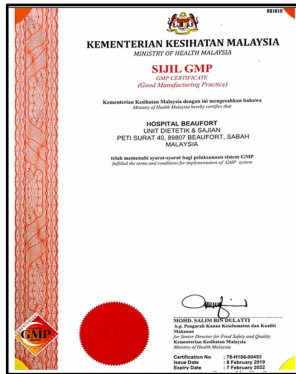 001019
KEMENTERIAN KESIHATAN MALAYSIA
MINISTRY OF HEALTH MALAYSIA
SIJIL GMP
GMP CERTIFICATE
(Good Manufacturing Practice)
Kementerian Kesihatan Malaysia dengan ini mengesahkan bahawa
Ministry of Health Malaysia hereby certifies that
HOSPITAL BEAUFORT
UNIT DIETETIK & SAJIAN
PETI SURAT 40, 89807 BEAUFORT, SABAH
MALAYSIA
telah memenuhi syarat-syarat bagi pelaksanaan sistem GMP
fulfilled the terms and conditions for implementation of GMP system
MOHD. SALIM BIN DULATTI
b.p. Pengarah Kanan Keselamatan dan Kualiti
Makanan
for Senior Director for Food Safety and Quality
Kementerian Kesihatan Malaysia
Ministry of Health Malaysia
GMP
Certification No : 78-H106-00453
Issue Date : 8 February 2019
Expiry Date : 7 February 2022